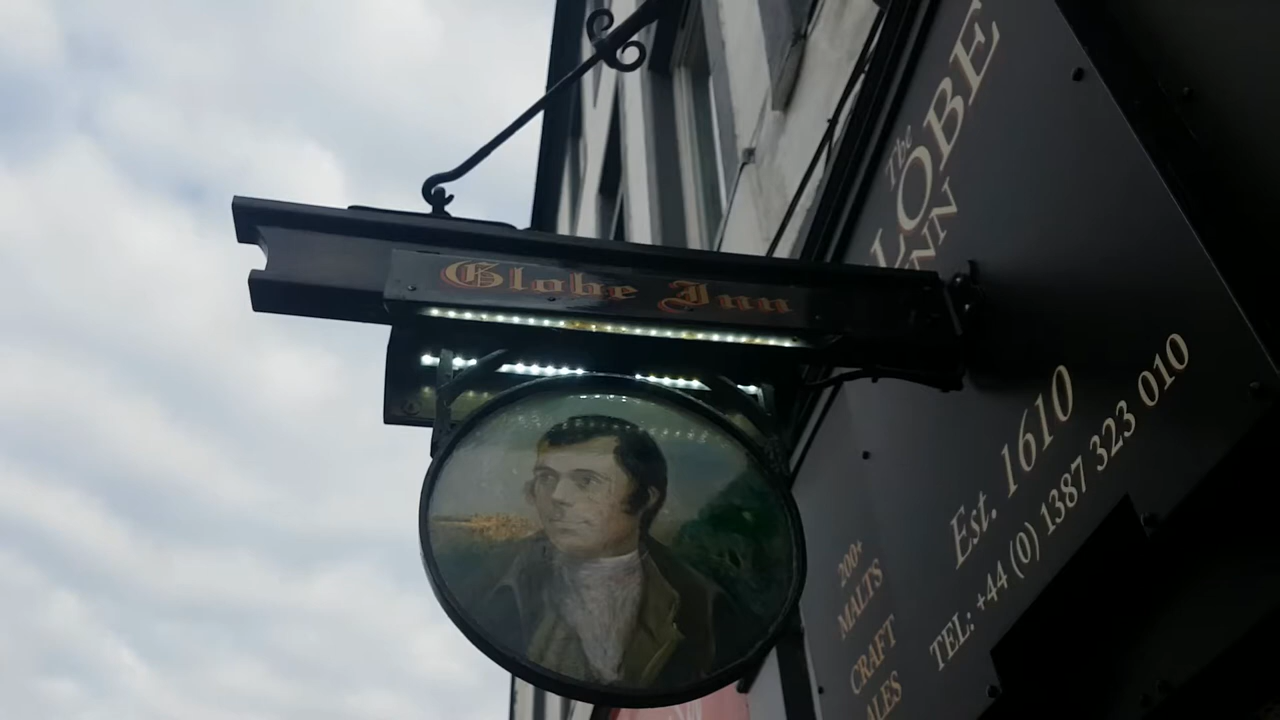 Globe Inn
The
LOBE
INN
Est. 1610
TEL: +44 (0) 1387 323 010
200+
MALTS
CRAFT
ALES